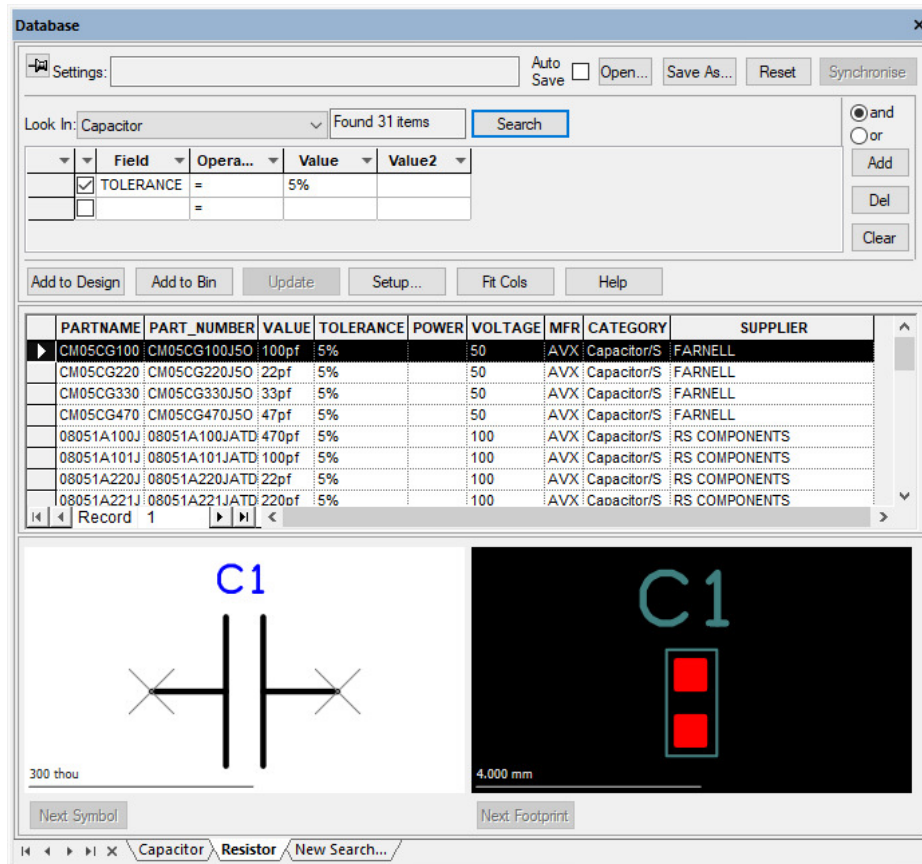 Database
Settings:
Auto Save
Open...
Save As...
Reset
Synchronise
Look In: Capacitor
Found 31 items
Search
and
or
Field Opera... Value Value2
Add
TOLERANCE = 5%
=
Del
Clear
Add to Design
Add to Bin
Update
Setup...
Fit Cols
Help
PARTNAME PART_NUMBER VALUE TOLERANCE POWER VOLTAGE MFR CATEGORY SUPPLIER
CM05CG100 CM05CG100J5O 100pf 5% 50 AVX Capacitor/S FARNELL
CM05CG220 CM05CG220J5O 22pf 5% 50 AVX Capacitor/S FARNELL
CM05CG330 CM05CG330J5O 33pf 5% 50 AVX Capacitor/S FARNELL
CM05CG470 CM05CG470J5O 47pf 5% 50 AVX Capacitor/S FARNELL
08051A100J 08051A100JATD 470pf 5% 100 AVX Capacitor/S RS COMPONENTS
08051A101J 08051A101JATD 100pf 5% 100 AVX Capacitor/S RS COMPONENTS
08051A220J 08051A220JATD 22pf 5% 100 AVX Capacitor/S RS COMPONENTS
08051A221J 08051A221JATD 220pf 5% 100 AVX Capacitor/S RS COMPONENTS
Record 1
C1
C1
300 thou
4.000 mm
Next Symbol
Next Footprint
Capacitor Resistor New Search...